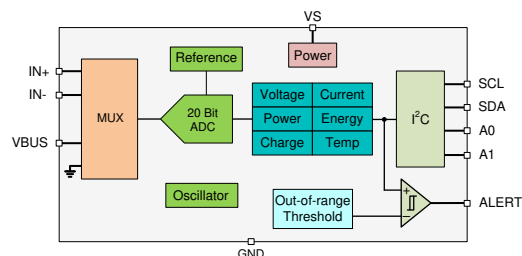 VS
Reference
Power
IN+
IN-
VBUS
MUX
20 Bit
ADC
Voltage
Current
Power
Energy
Charge
Temp
I²C
SCL
SDA
A0
A1
Oscillator
Out-of-range
Threshold
+
−
ALERT
GND